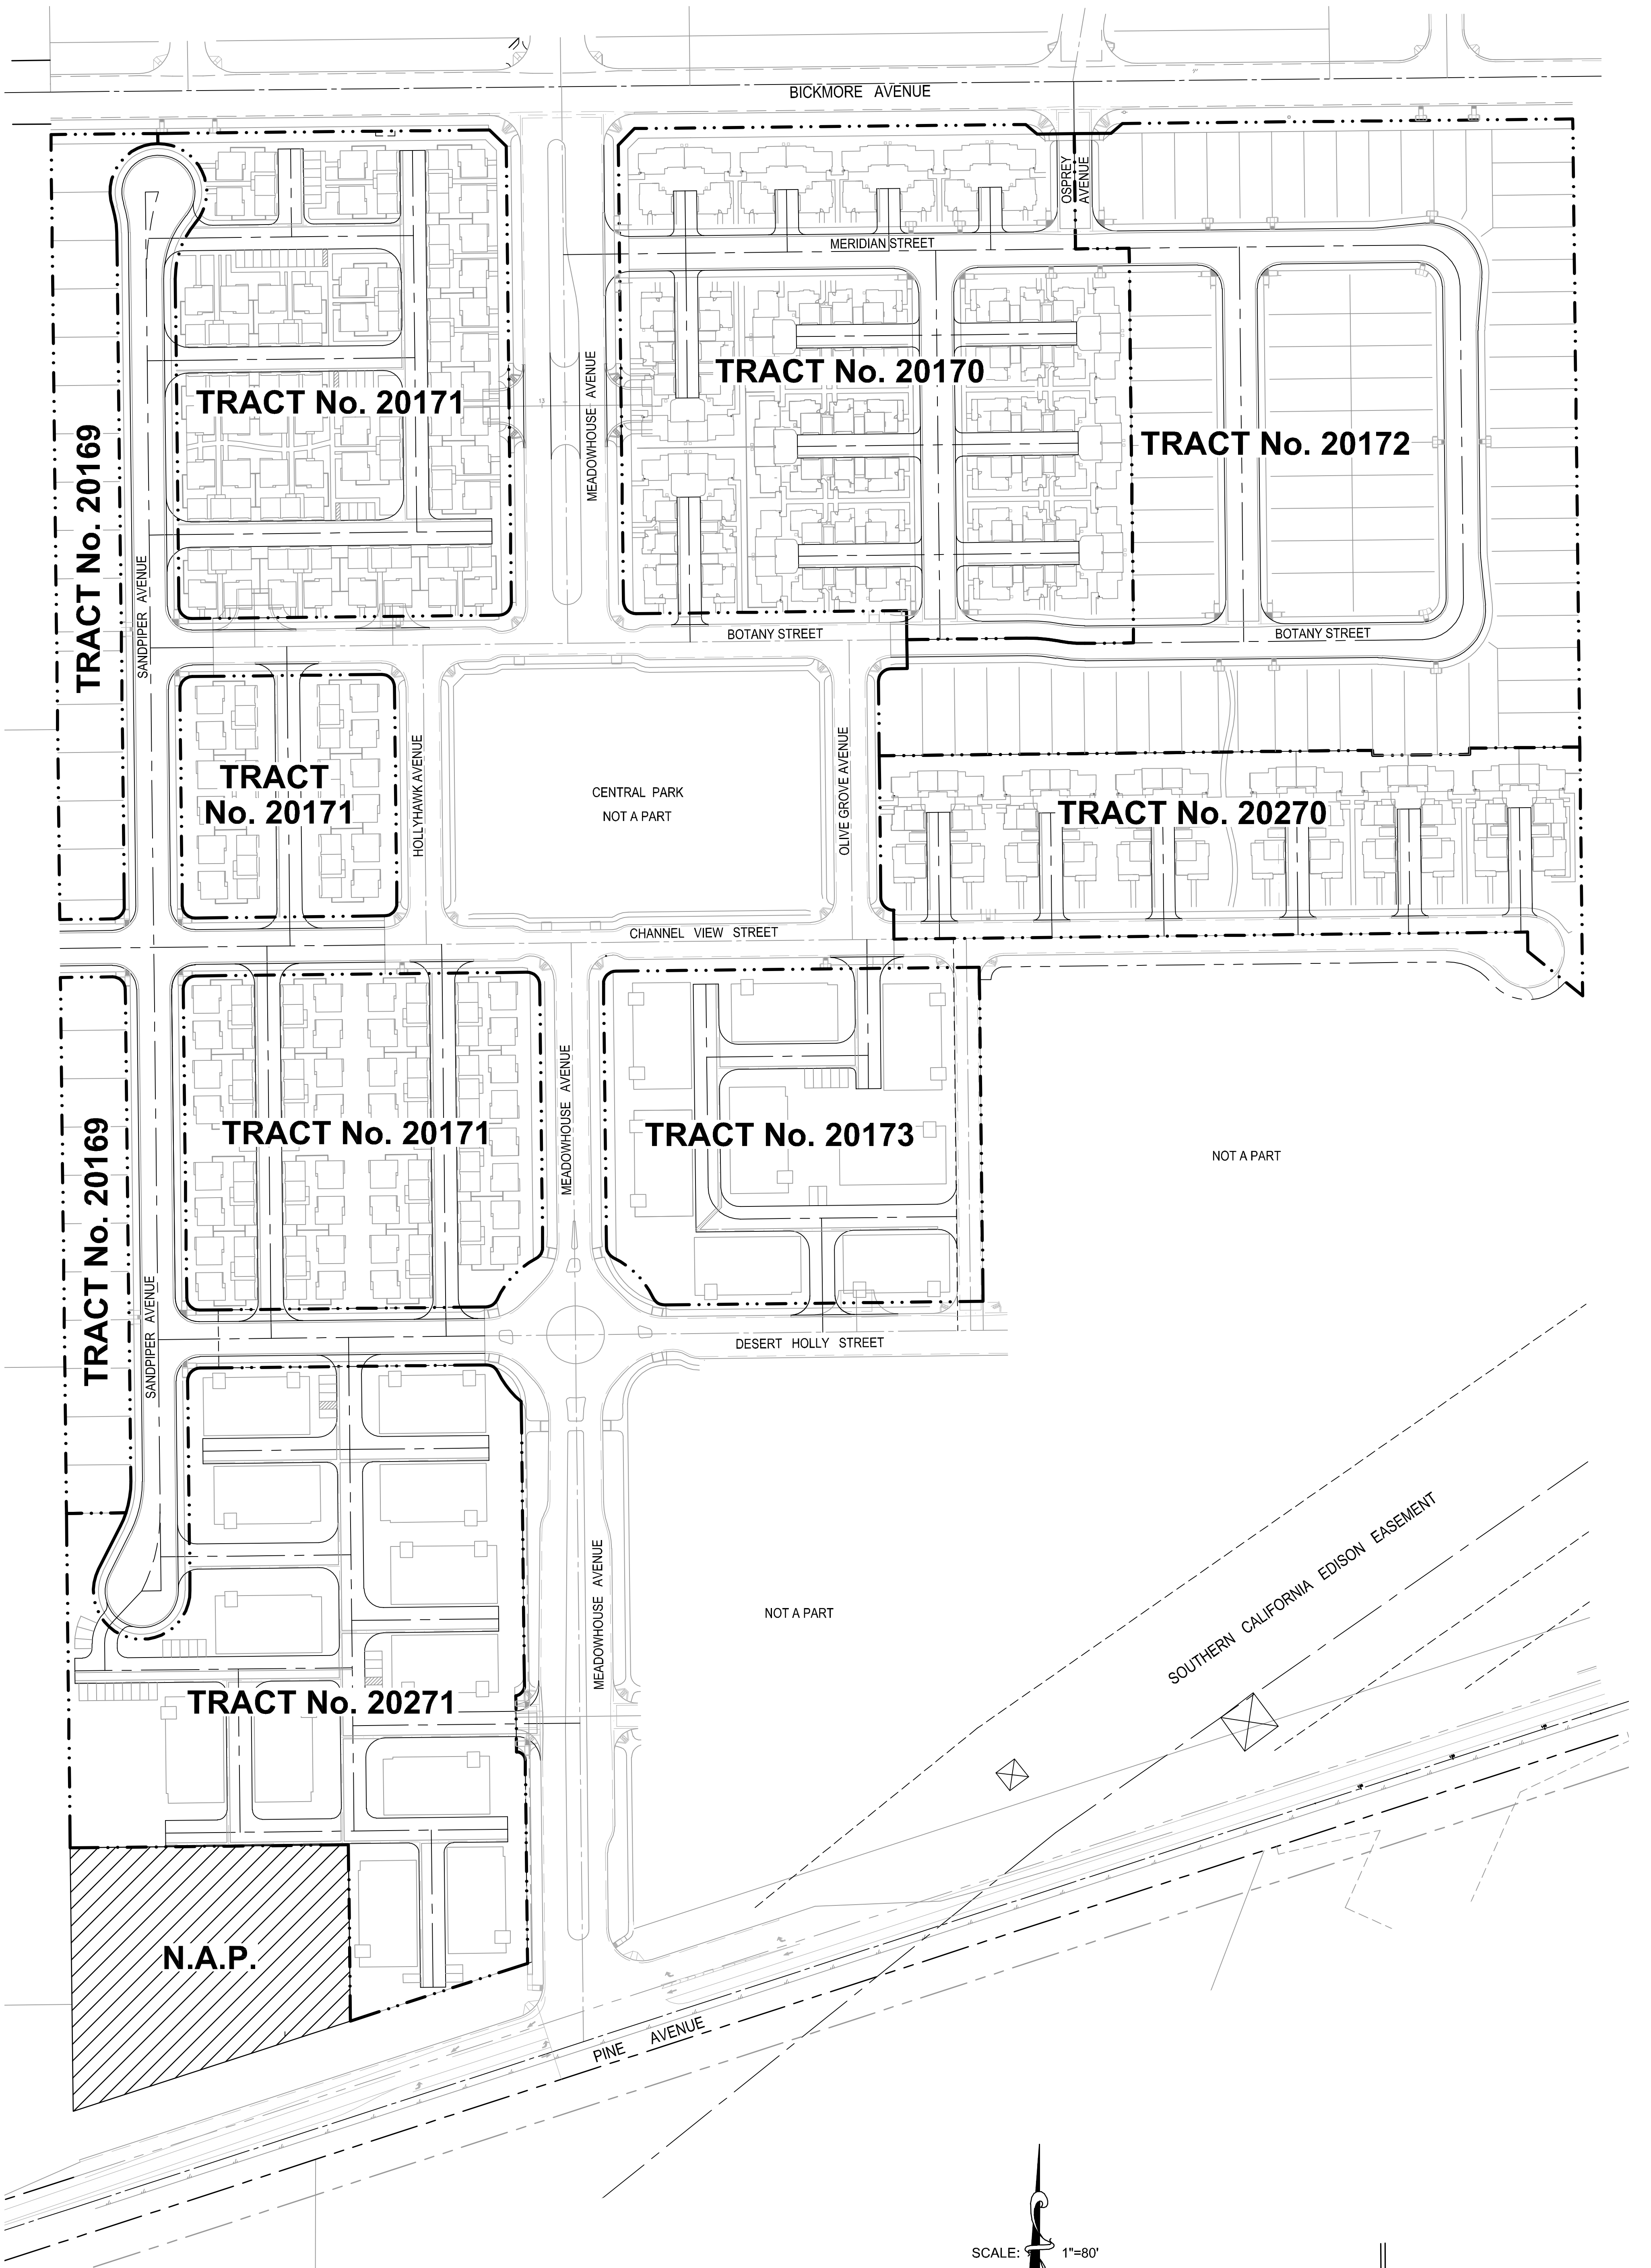 BICKMORE AVENUE
OSPREY
AVENUE
MERIDIAN STREET
MEADOWHOUSE AVENUE
TRACT No. 20170
TRACT No. 20171
13
TRACT No. 20172
TRACT No. 20169
SANDPIPER AVENUE
BOTANY STREET
BOTANY STREET
HOLLYHAWK AVENUE
OLIVE GROVE AVENUE
TRACT
No. 20171
CENTRAL PARK
NOT A PART
TRACT No. 20270
CHANNEL VIEW STREET
TRACT No. 20169
SANDPIPER AVENUE
TRACT No. 20171
MEADOWHOUSE AVENUE
TRACT No. 20173
NOT A PART
DESERT HOLLY STREET
SOUTHERN CALIFORNIA EDISON EASEMENT
MEADOWHOUSE AVENUE
NOT A PART
TRACT No. 20271
N.A.P.
PINE AVENUE
SCALE: 1"=80'